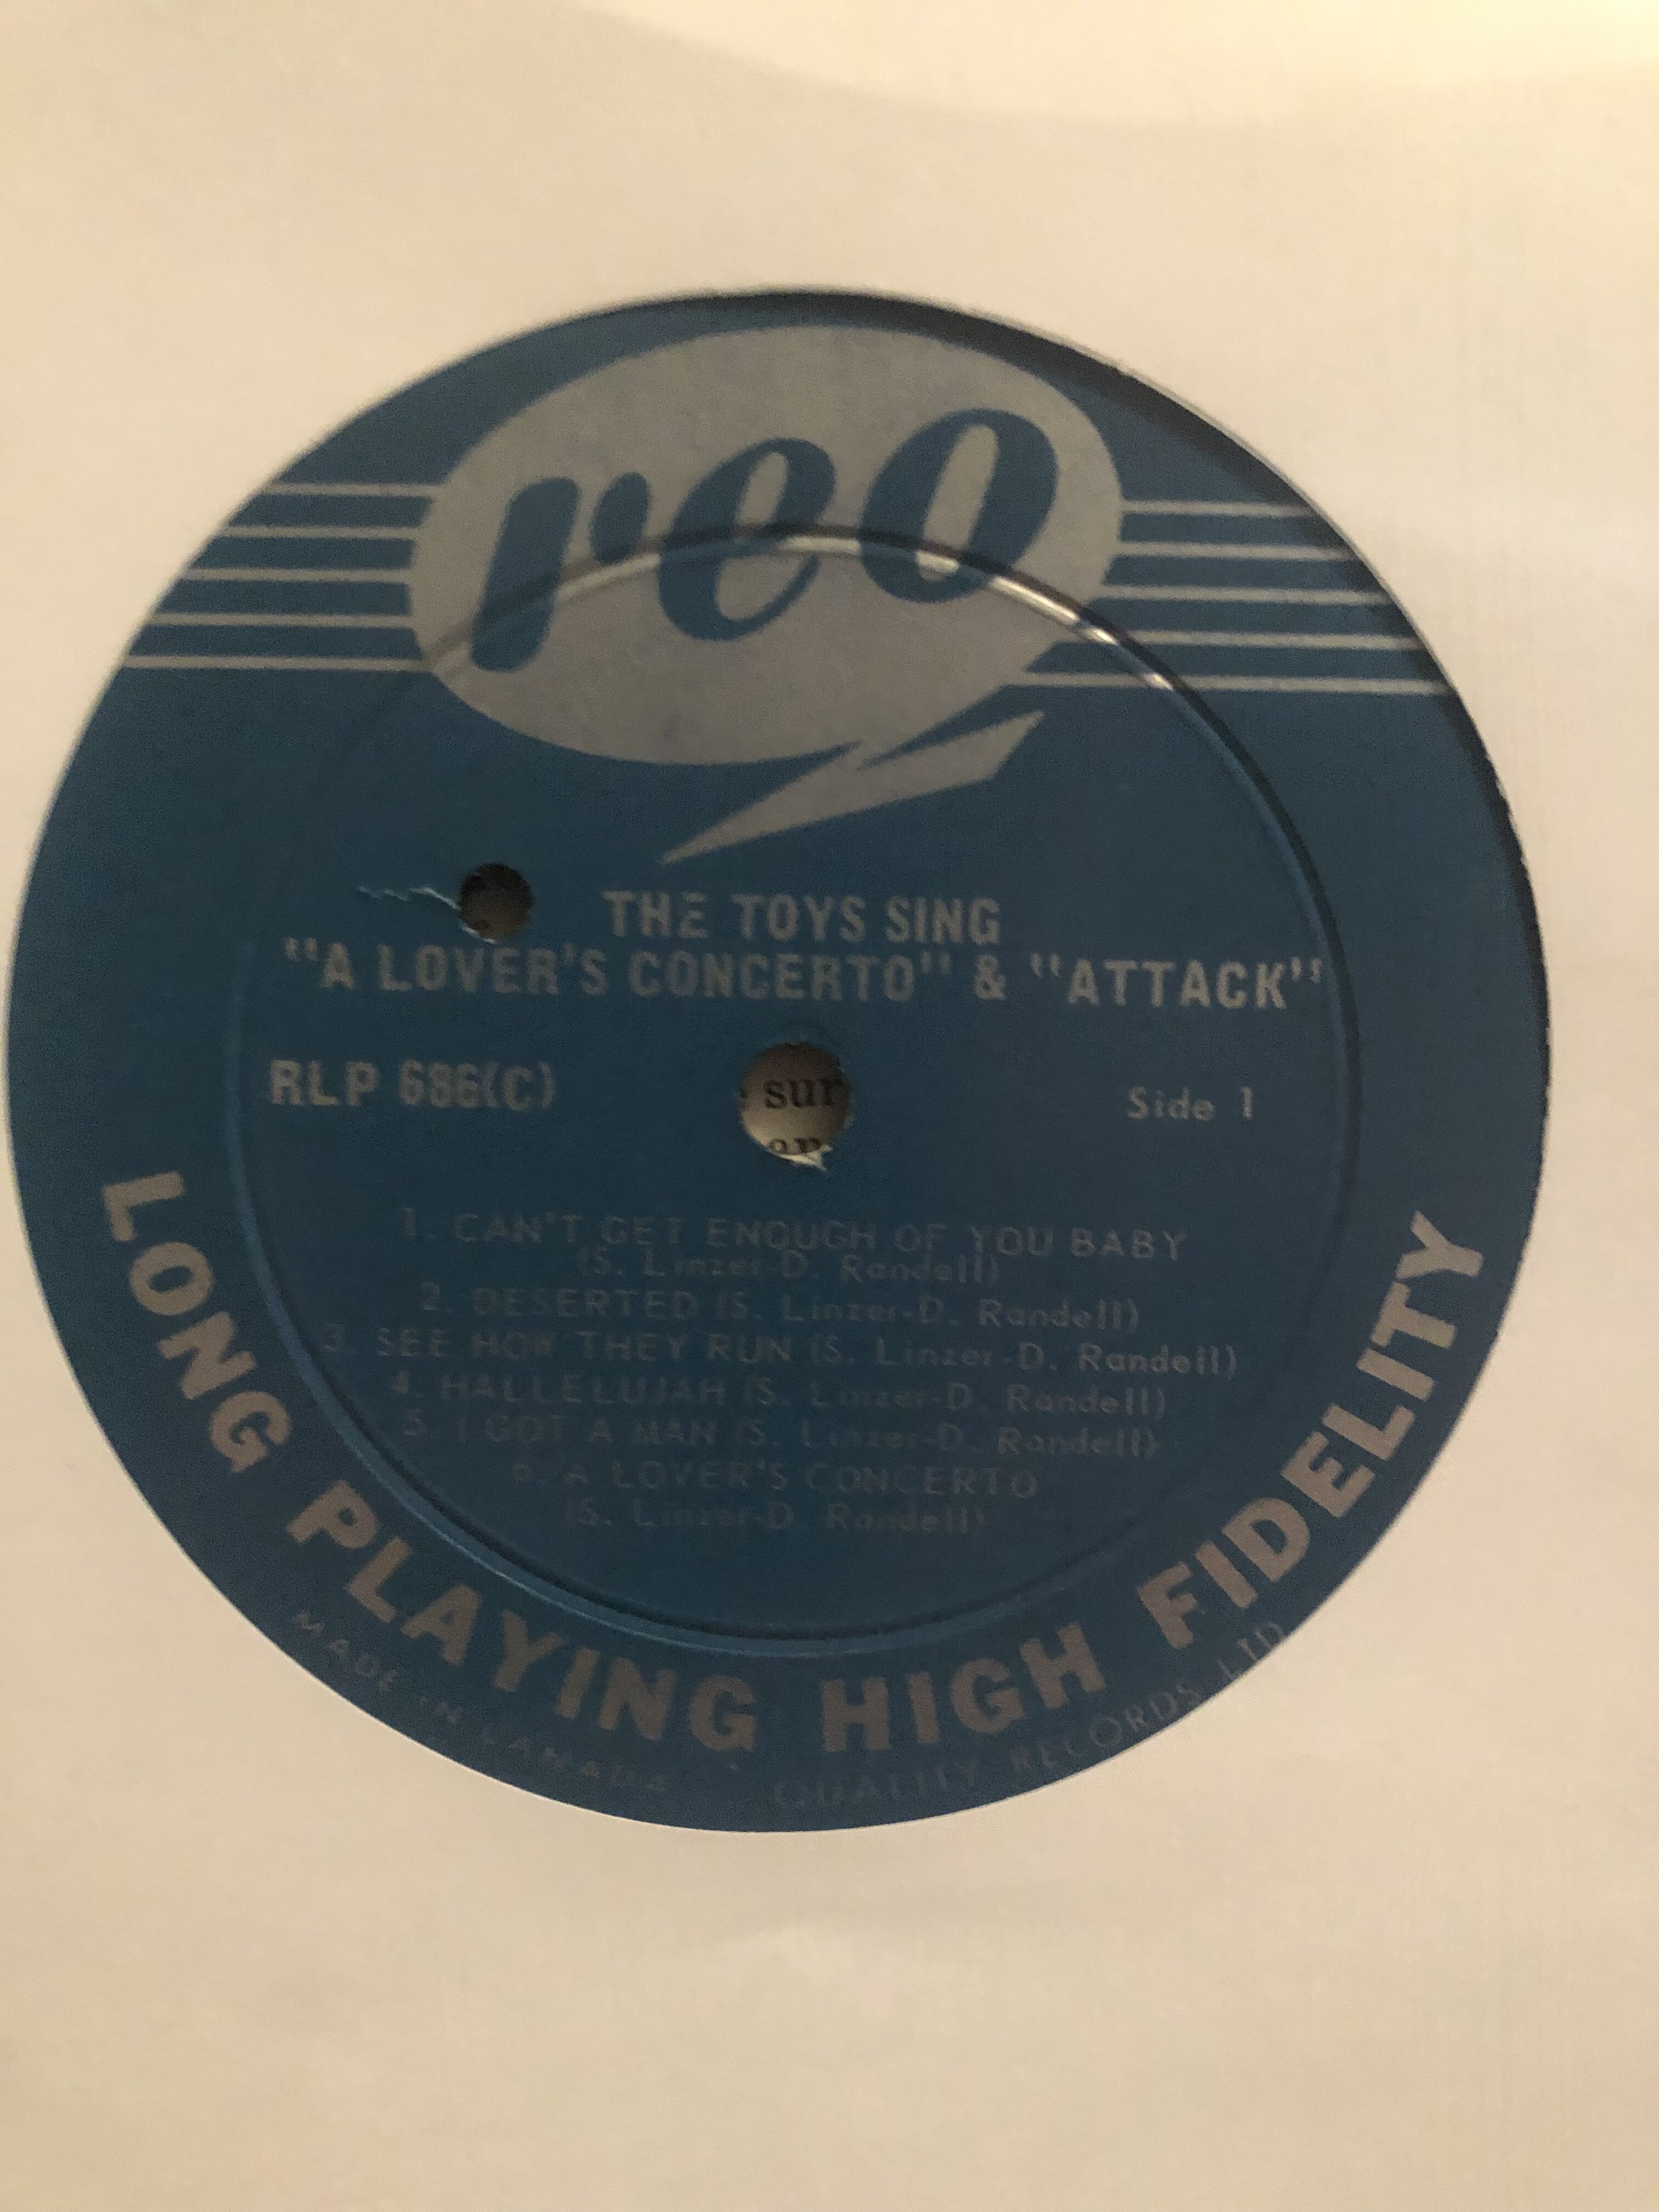 reo
THE TOYS SING
"A LOVER'S CONCERTO" & "ATTACK"
RLP 686(C)
sur
Side 1
1. CAN'T GET ENOUGH OF YOU BABY
(S. Linzer-D. Randell)
2. DESERTED (S. Linzer-D. Randell)
3. SEE HOW THEY RUN (S. Linzer-D. Randell)
4. HALLELUJAH (S. Linzer-D. Randell)
5. I GOT A MAN (S. Linzer-D. Randell)
6. A LOVER'S CONCERTO
(S. Linzer-D. Randell)
LONG PLAYING HIGH FIDELITY
MADE IN CANADA QUALITY RECORDS LTD.